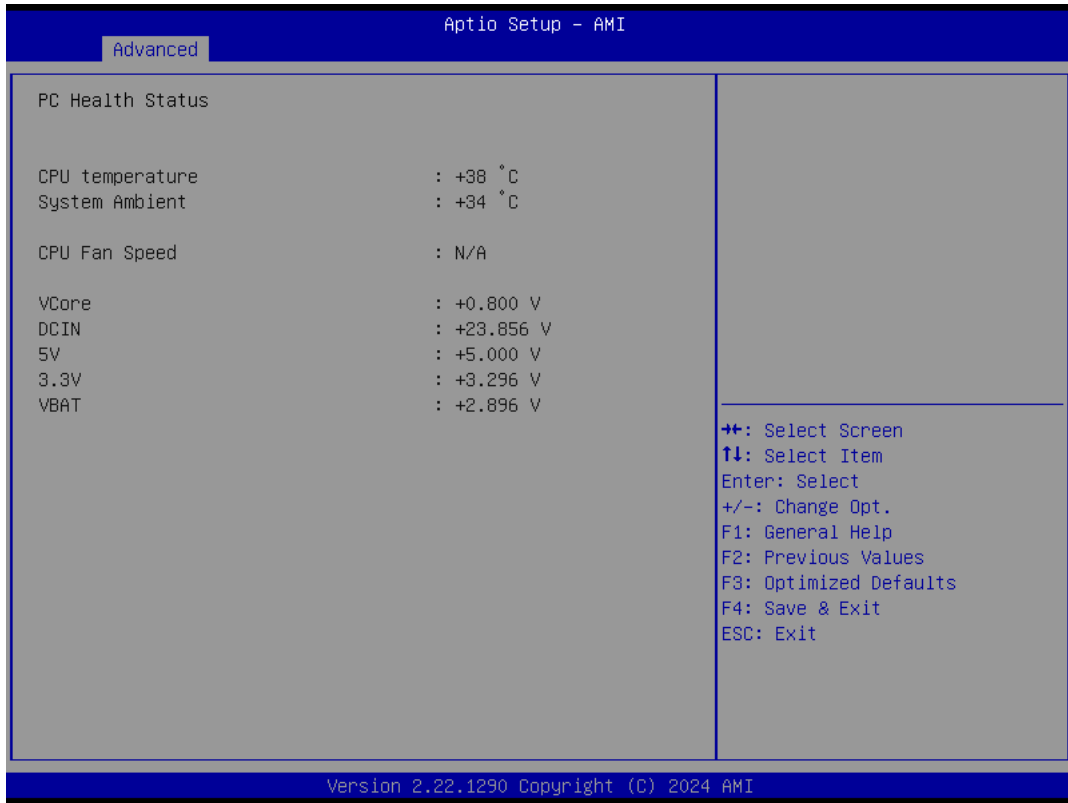 Aptio Setup - AMI
Advanced
PC Health Status
CPU temperature : +38 °C
System Ambient : +34 °C
CPU Fan Speed : N/A
VCore : +0.800 V
DCIN : +23.856 V
5V : +5.000 V
3.3V : +3.296 V
VBAT : +2.896 V
→←: Select Screen
↑↓: Select Item
Enter: Select
+/-: Change Opt.
F1: General Help
F2: Previous Values
F3: Optimized Defaults
F4: Save & Exit
ESC: Exit
Version 2.22.1290 Copyright (C) 2024 AMI